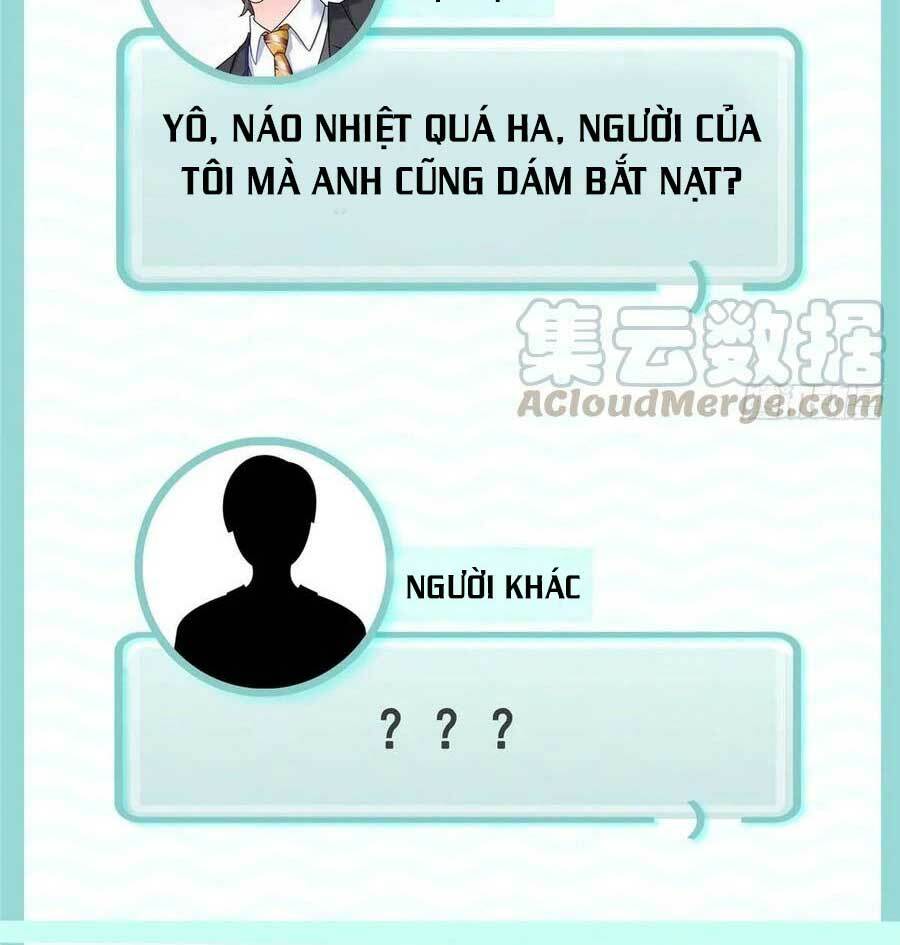 YÔ, NÁO NHIỆT QUÁ HA, NGƯỜI CỦA
TÔI MÀ ANH CŨNG DÁM BẮT NẠT?
集云数据
ACloudMerge.com
NGƯỜI KHÁC
? ? ?